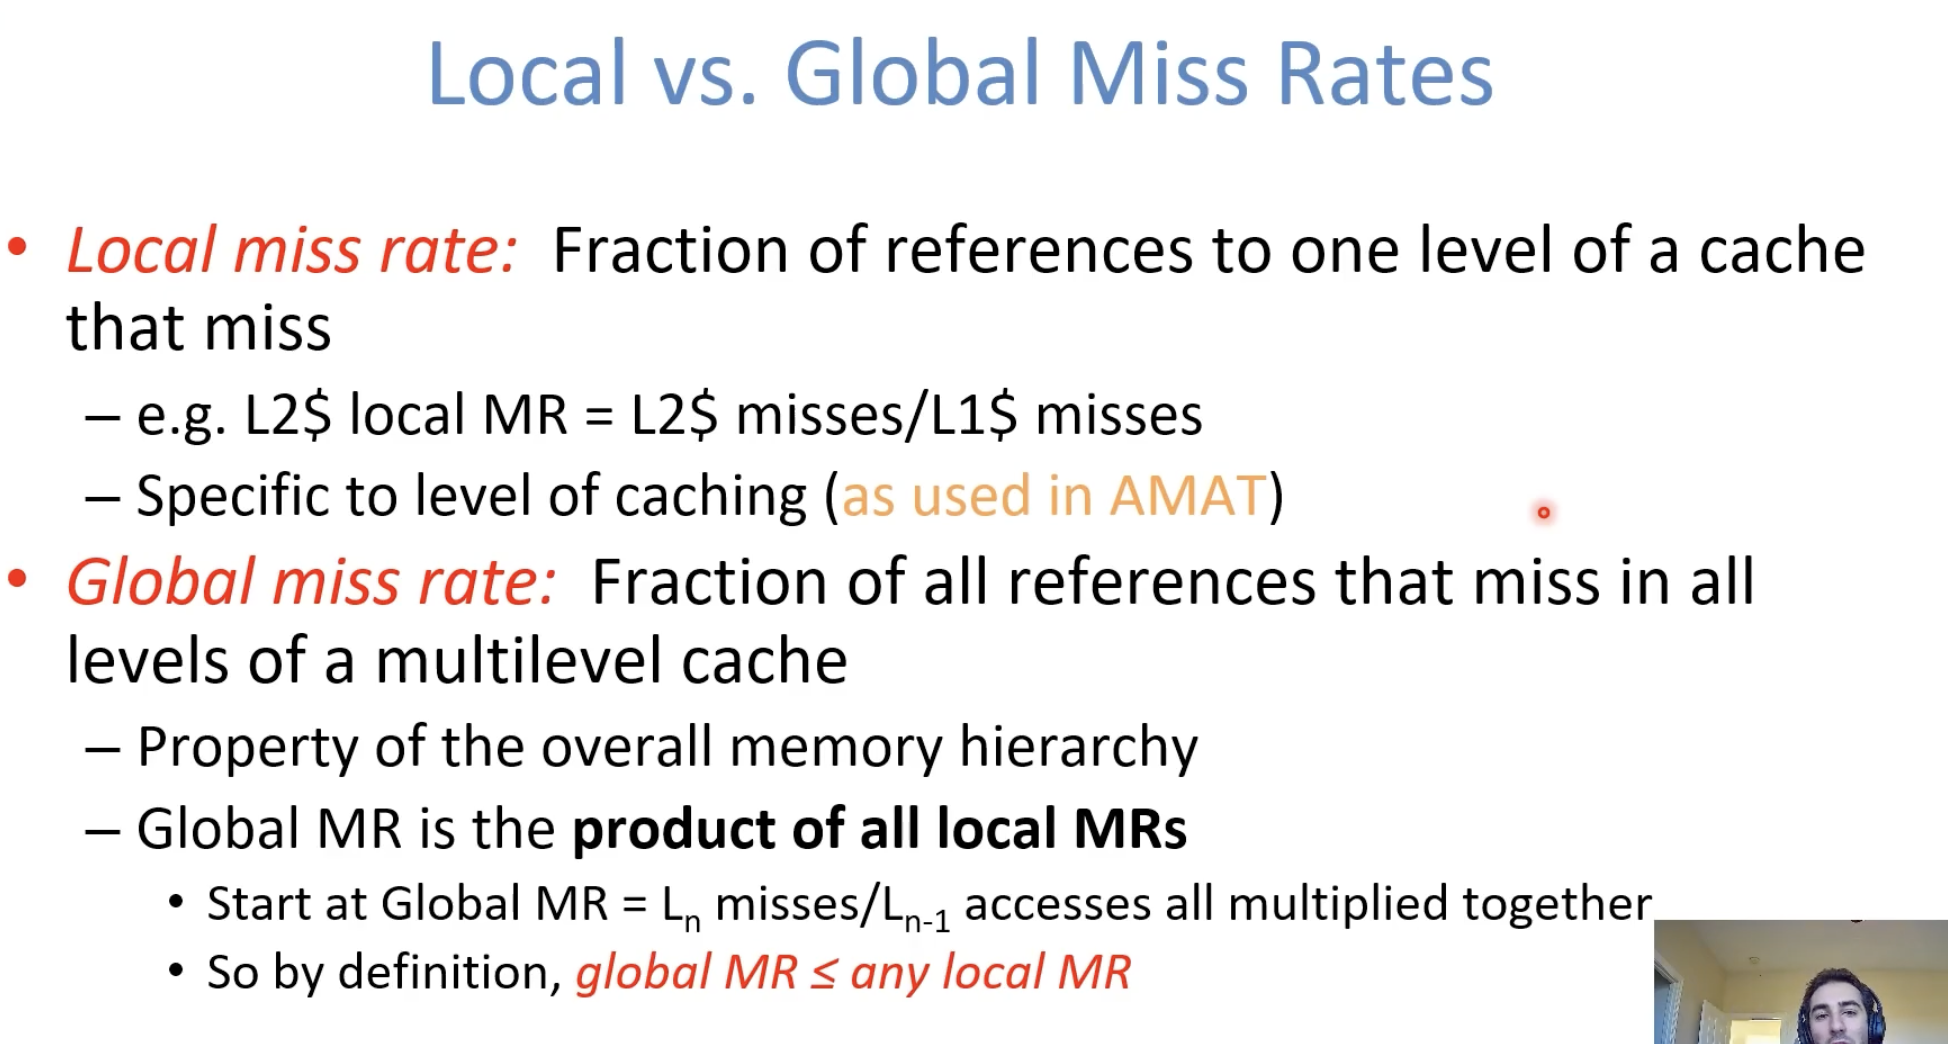 Local vs. Global Miss Rates
• Local miss rate: Fraction of references to one level of a cache
that miss
– e.g. L2$ local MR = L2$ misses/L1$ misses
– Specific to level of caching (as used in AMAT)
• Global miss rate: Fraction of all references that miss in all
levels of a multilevel cache
– Property of the overall memory hierarchy
– Global MR is the product of all local MRs
• Start at Global MR = Lₙ misses/Lₙ₋₁ accesses all multiplied together
• So by definition, global MR ≤ any local MR